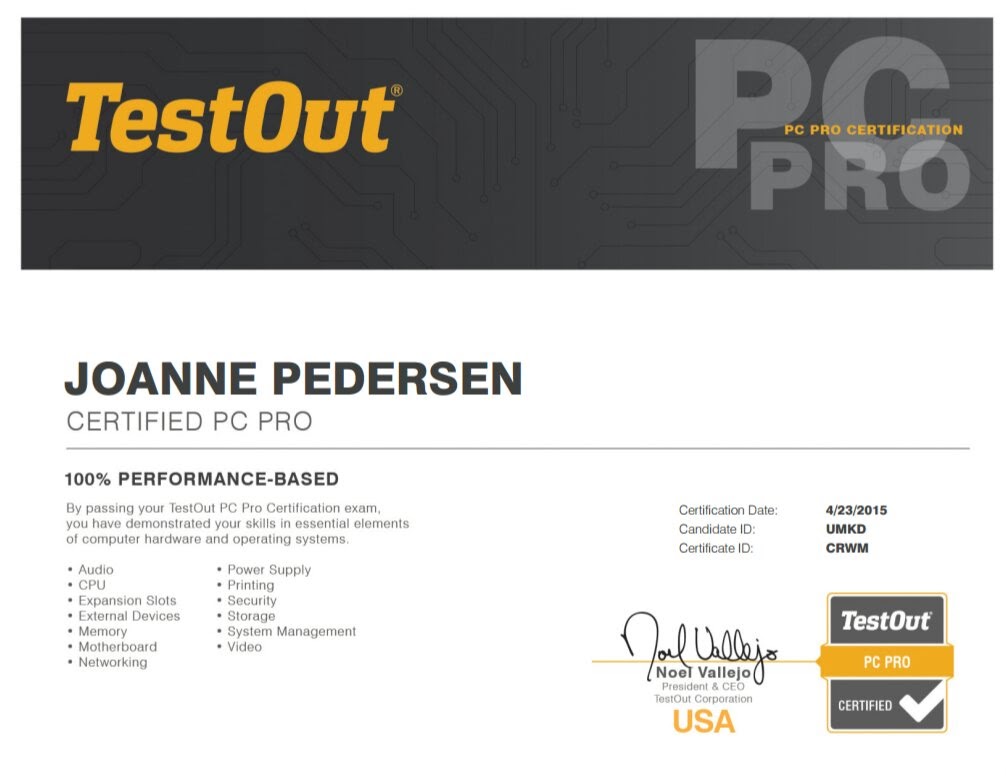 TestOut®
PC
PC PRO CERTIFICATION
PRO
JOANNE PEDERSEN
CERTIFIED PC PRO
100% PERFORMANCE-BASED
By passing your TestOut PC Pro Certification exam,
you have demonstrated your skills in essential elements
of computer hardware and operating systems.
• Audio
• CPU
• Expansion Slots
• External Devices
• Memory
• Motherboard
• Networking
• Power Supply
• Printing
• Security
• Storage
• System Management
• Video
Certification Date: 4/23/2015
Candidate ID: UMKD
Certificate ID: CRWM
Noel Vallejo
Noel Vallejo
President & CEO
TestOut Corporation
USA
TestOut
PC PRO
CERTIFIED